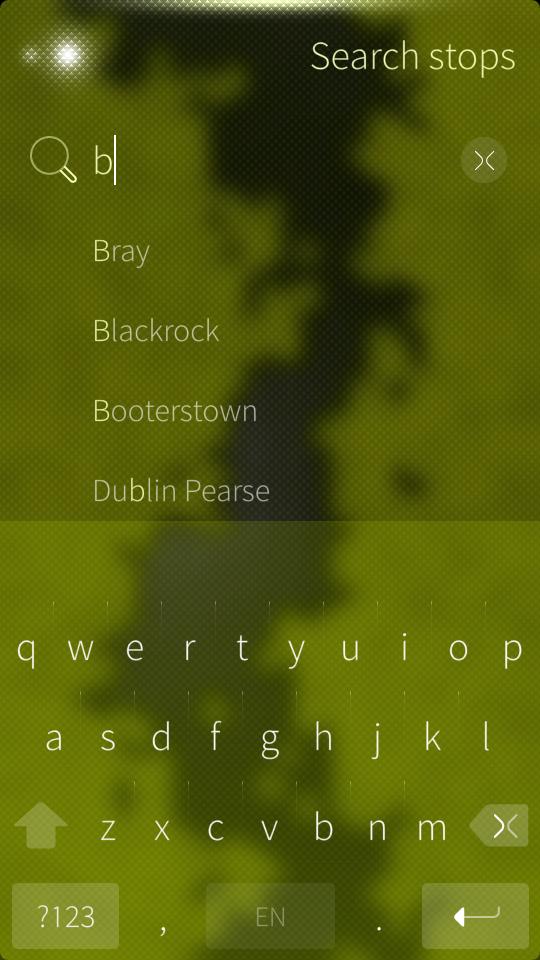 Search stops
b
Bray
Blackrock
Booterstown
Dublin Pearse
q w e r t y u i o p
a s d f g h j k l
z x c v b n m
?123 , EN .